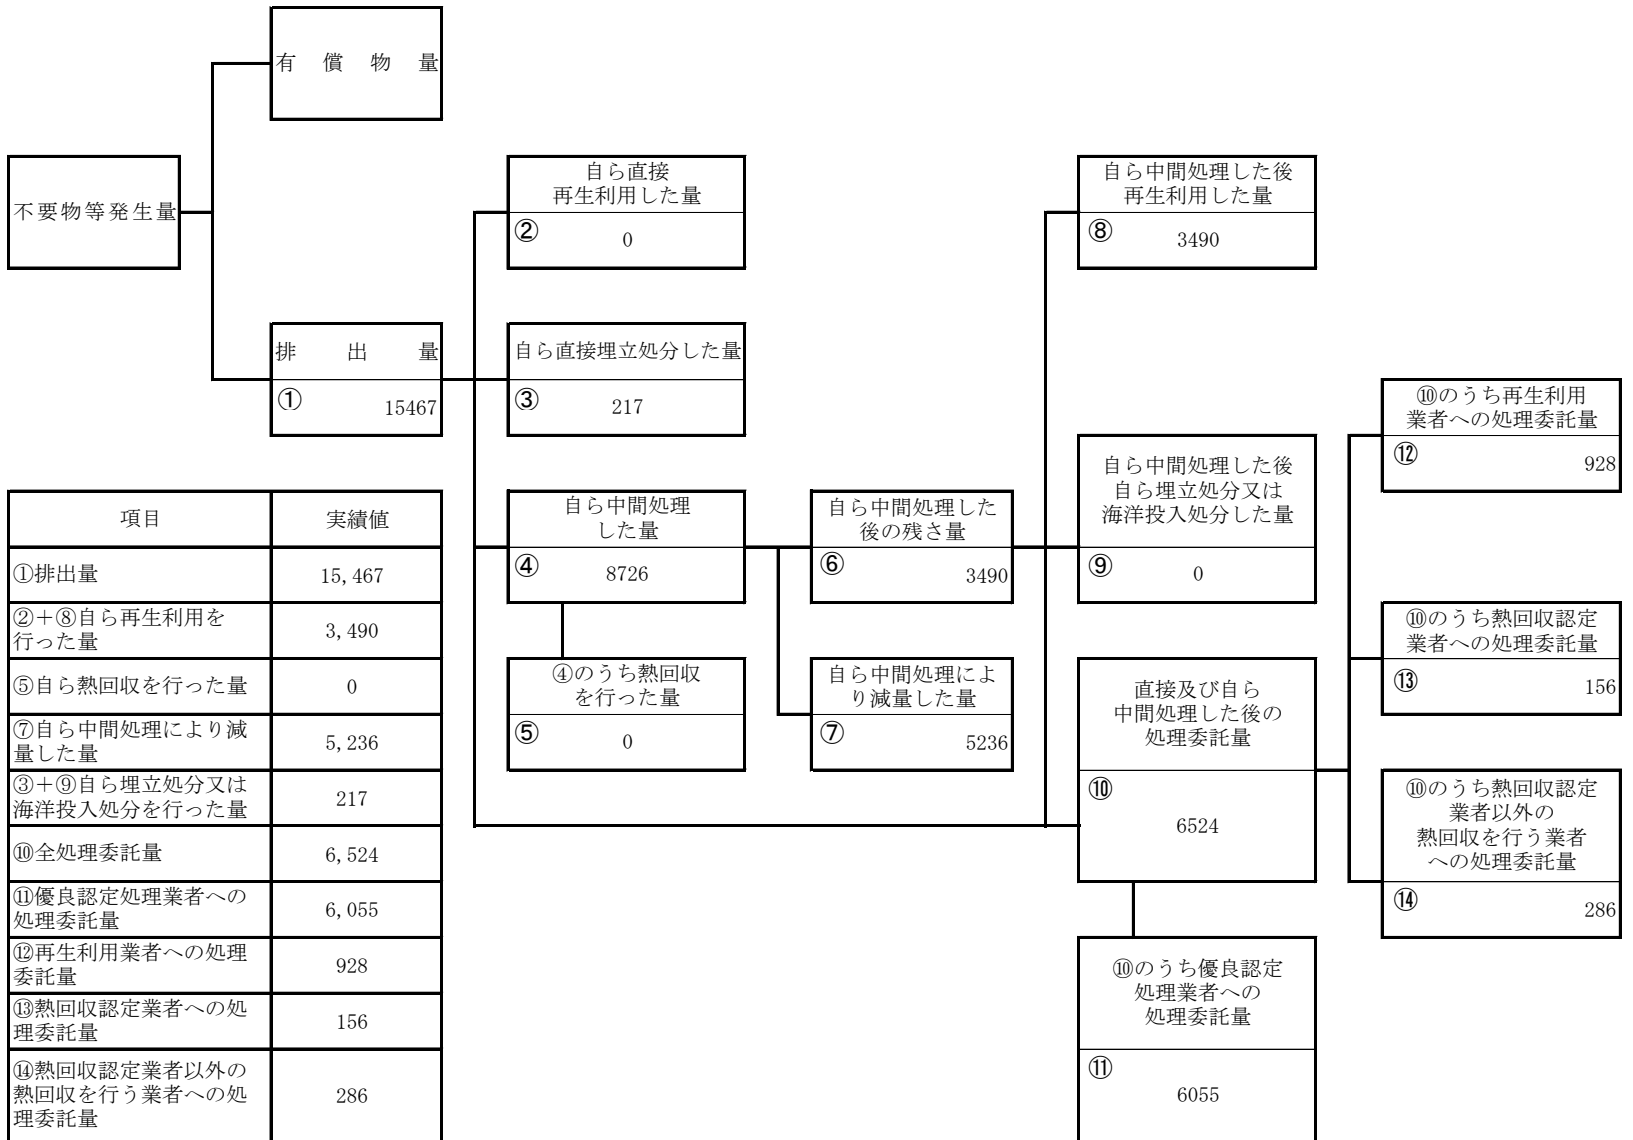 有償物量
不要物等発生量
排出量
① 15467
自ら直接
再生利用した量
② 0
自ら直接埋立処分した量
③ 217
自ら中間処理
した量
④ 8726
④のうち熱回収
を行った量
⑤ 0
自ら中間処理した
後の残さ量
⑥ 3490
自ら中間処理によ
り減量した量
⑦ 5236
自ら中間処理した後
再生利用した量
⑧ 3490
自ら中間処理した後
自ら埋立処分又は
海洋投入処分した量
⑨ 0
直接及び自ら
中間処理した後の
処理委託量
⑩
6524
⑩のうち優良認定
処理業者への
処理委託量
⑪
6055
⑩のうち再生利用
業者への処理委託量
⑫ 928
⑩のうち熱回収認定
業者への処理委託量
⑬ 156
⑩のうち熱回収認定
業者以外の
熱回収を行う業者
への処理委託量
⑭ 286
項目 実績値
①排出量 15,467
②+⑧自ら再生利用を
行った量 3,490
⑤自ら熱回収を行った量 0
⑦自ら中間処理により減
量した量 5,236
③+⑨自ら埋立処分又は
海洋投入処分を行った量 217
⑩全処理委託量 6,524
⑪優良認定処理業者への
処理委託量 6,055
⑫再生利用業者への処理
委託量 928
⑬熱回収認定業者への処
理委託量 156
⑭熱回収認定業者以外の
熱回収を行う業者への処
理委託量 286